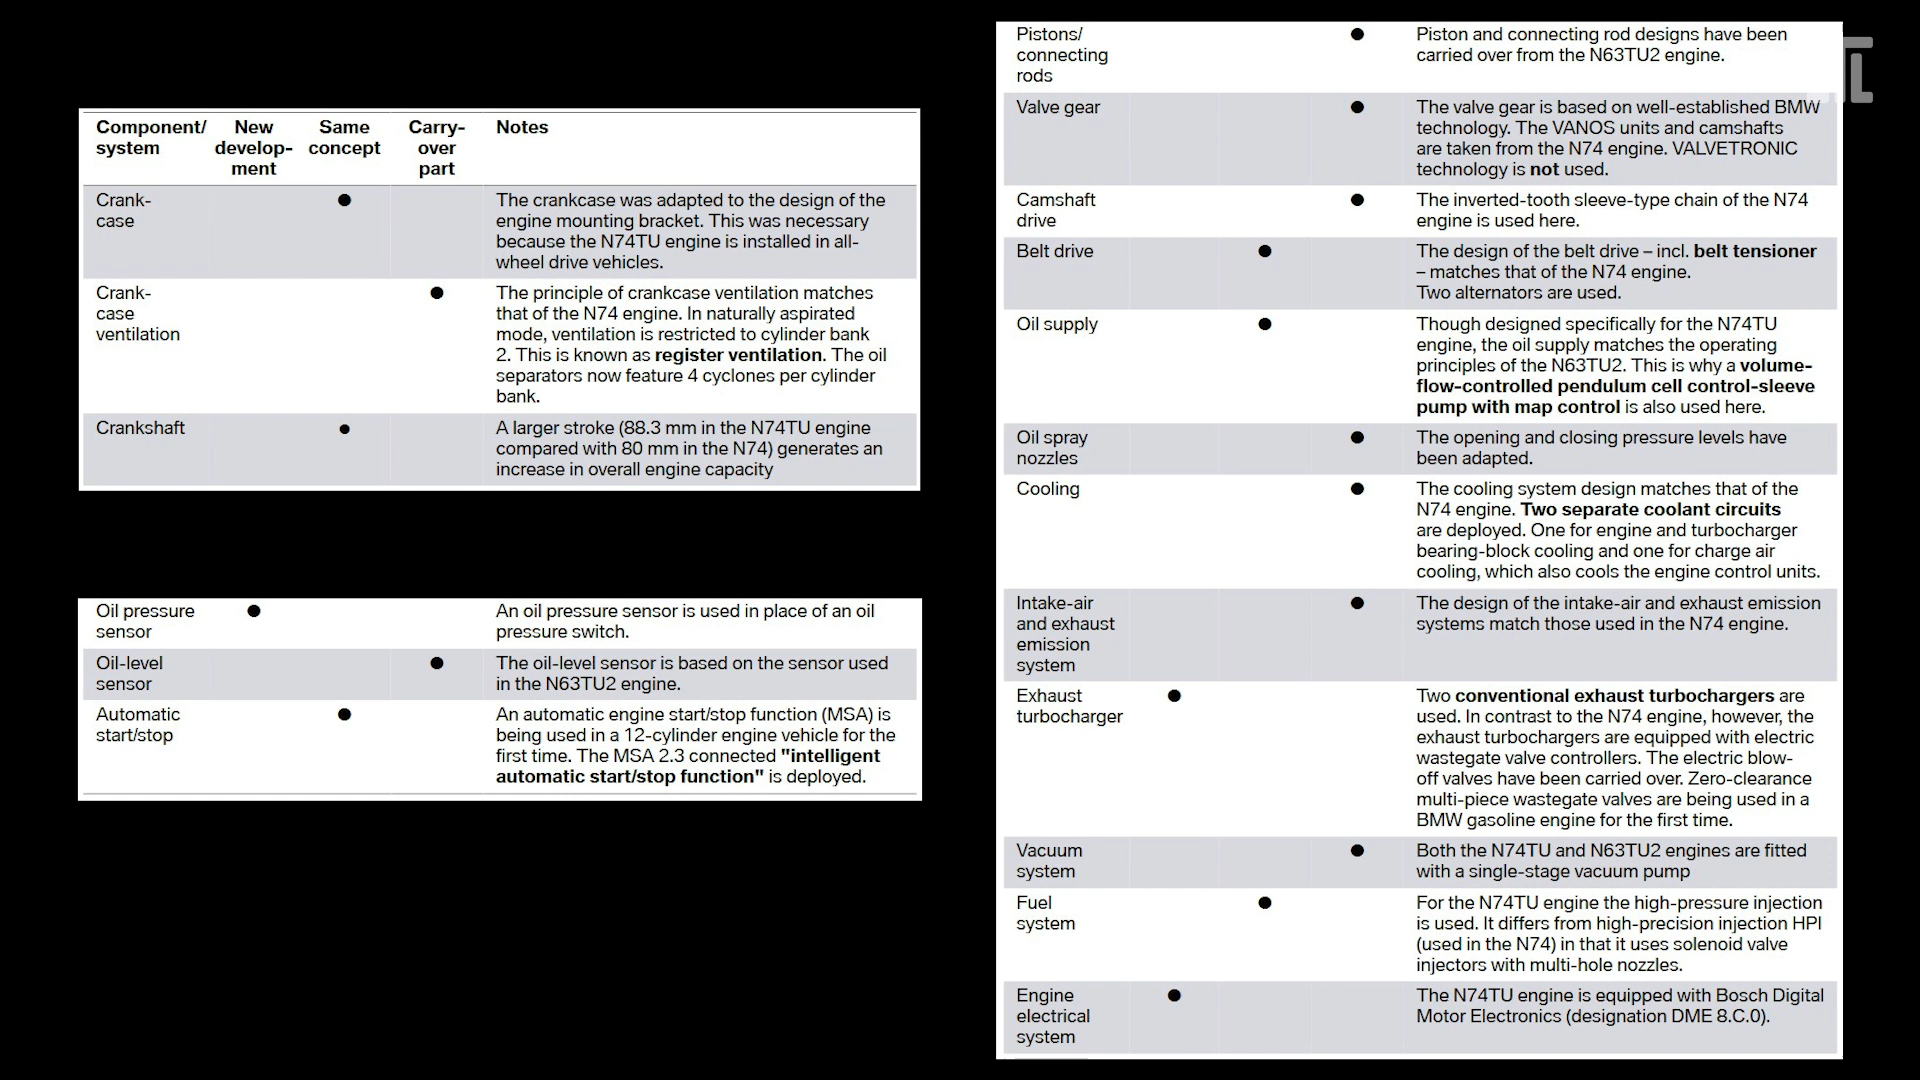 Component/ New Same Carry- Notes
system develop- concept over
ment part
Crank- ● The crankcase was adapted to the design of the
case engine mounting bracket. This was necessary
because the N74TU engine is installed in all-
wheel drive vehicles.
Crank- ● The principle of crankcase ventilation matches
case that of the N74 engine. In naturally aspirated
ventilation mode, ventilation is restricted to cylinder bank
2. This is known as register ventilation. The oil
separators now feature 4 cyclones per cylinder
bank.
Crankshaft ● A larger stroke (88.3 mm in the N74TU engine
compared with 80 mm in the N74) generates an
increase in overall engine capacity
Oil pressure ● An oil pressure sensor is used in place of an oil
sensor pressure switch.
Oil-level ● The oil-level sensor is based on the sensor used
sensor in the N63TU2 engine.
Automatic ● An automatic engine start/stop function (MSA) is
start/stop being used in a 12-cylinder engine vehicle for the
first time. The MSA 2.3 connected "intelligent
automatic start/stop function" is deployed.
Pistons/ ● Piston and connecting rod designs have been
connecting carried over from the N63TU2 engine.
rods
Valve gear ● The valve gear is based on well-established BMW
technology. The VANOS units and camshafts
are taken from the N74 engine. VALVETRONIC
technology is not used.
Camshaft ● The inverted-tooth sleeve-type chain of the N74
drive engine is used here.
Belt drive ● The design of the belt drive – incl. belt tensioner
– matches that of the N74 engine.
Two alternators are used.
Oil supply ● Though designed specifically for the N74TU
engine, the oil supply matches the operating
principles of the N63TU2. This is why a volume-
flow-controlled pendulum cell control-sleeve
pump with map control is also used here.
Oil spray ● The opening and closing pressure levels have
nozzles been adapted.
Cooling ● The cooling system design matches that of the
N74 engine. Two separate coolant circuits
are deployed. One for engine and turbocharger
bearing-block cooling and one for charge air
cooling, which also cools the engine control units.
Intake-air ● The design of the intake-air and exhaust emission
and exhaust systems match those used in the N74 engine.
emission
system
Exhaust ● Two conventional exhaust turbochargers are
turbocharger used. In contrast to the N74 engine, however, the
exhaust turbochargers are equipped with electric
wastegate valve controllers. The electric blow-
off valves have been carried over. Zero-clearance
multi-piece wastegate valves are being used in a
BMW gasoline engine for the first time.
Vacuum ● Both the N74TU and N63TU2 engines are fitted
system with a single-stage vacuum pump
Fuel ● For the N74TU engine the high-pressure injection
system is used. It differs from high-precision injection HPI
(used in the N74) in that it uses solenoid valve
injectors with multi-hole nozzles.
Engine ● The N74TU engine is equipped with Bosch Digital
electrical Motor Electronics (designation DME 8.C.0).
system